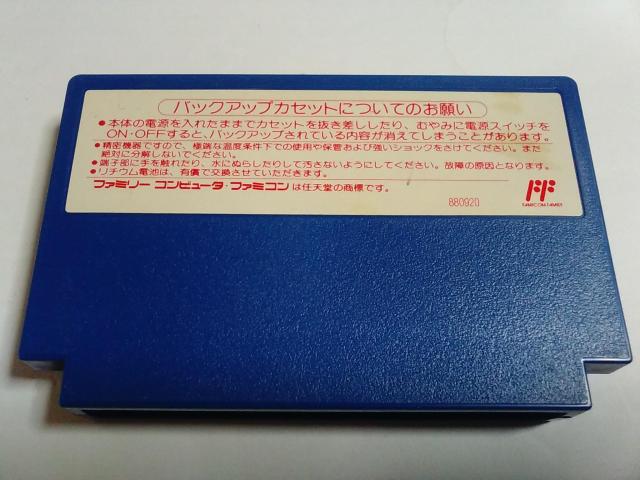 バックアップカセットについてのお願い
●本体の電源を入れたままでカセットを抜き差ししたり、むやみに電源スイッチを
ON・OFFすると、バックアップされている内容が消えてしまうことがあります。
●精密機器ですので、極端な温度条件下での使用や保管および強いショックをさけてください。また
絶対に分解しないでください。
●端子部に手を触れたり、水にぬらしたりして汚さないようにしてください。故障の原因となります。
●リチウム電池は、有償で交換させていただきます。
ファミリーコンピュータ・ファミコンは任天堂の商標です。
880920
FAMICOM FAMILY